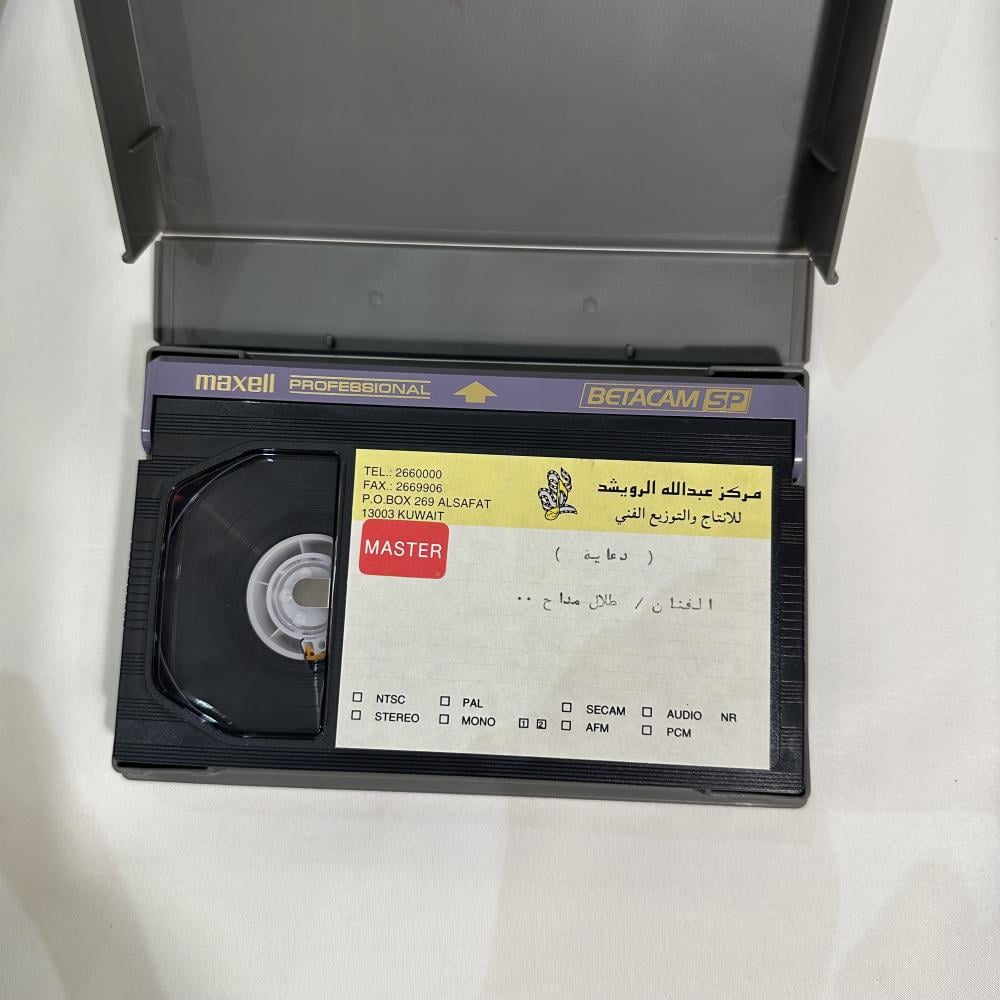 maxell PROFESSIONAL BETACAM SP
TEL.: 2660000
FAX.: 2669906
P.O.BOX 269 ALSAFAT
13003 KUWAIT
مركز عبدالله الرويشد
للانتاج والتوزيع الفني
MASTER
( دعاية )
الفنان / طلال مداح ..
NTSC PAL SECAM AUDIO NR
STEREO MONO 1 2 AFM PCM